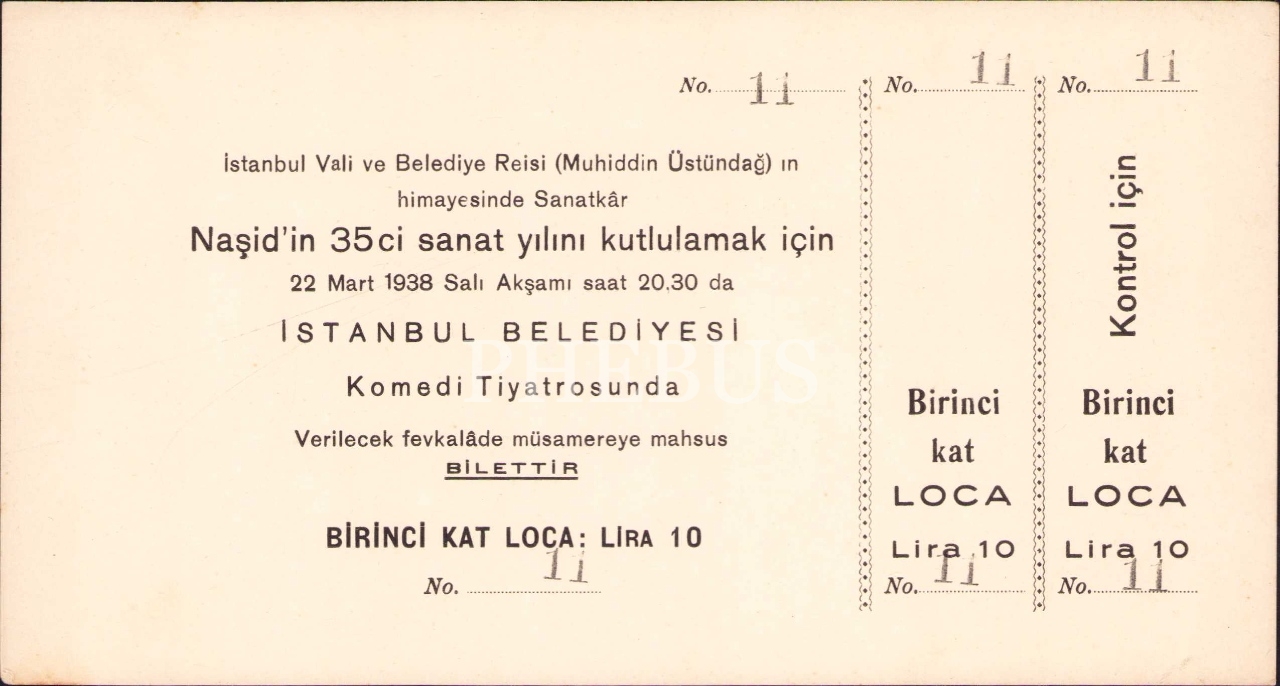 No. 11
İstanbul Vali ve Belediye Reisi (Muhiddin Üstündağ) ın
himayesinde Sanatkâr
Naşid'in 35ci sanat yılını kutlulamak için
22 Mart 1938 Salı Akşamı saat 20.30 da
İSTANBUL BELEDİYESİ
Komedi Tiyatrosunda
Verilecek fevkalâde müsamereye mahsus
BİLETTİR
BİRİNCİ KAT LOCA: LİRA 10
No. 11
No. 11
Birinci
kat
LOCA
Lira 10
No. 11
No. 11
Kontrol için
Birinci
kat
LOCA
Lira 10
No. 11
PHEBUS